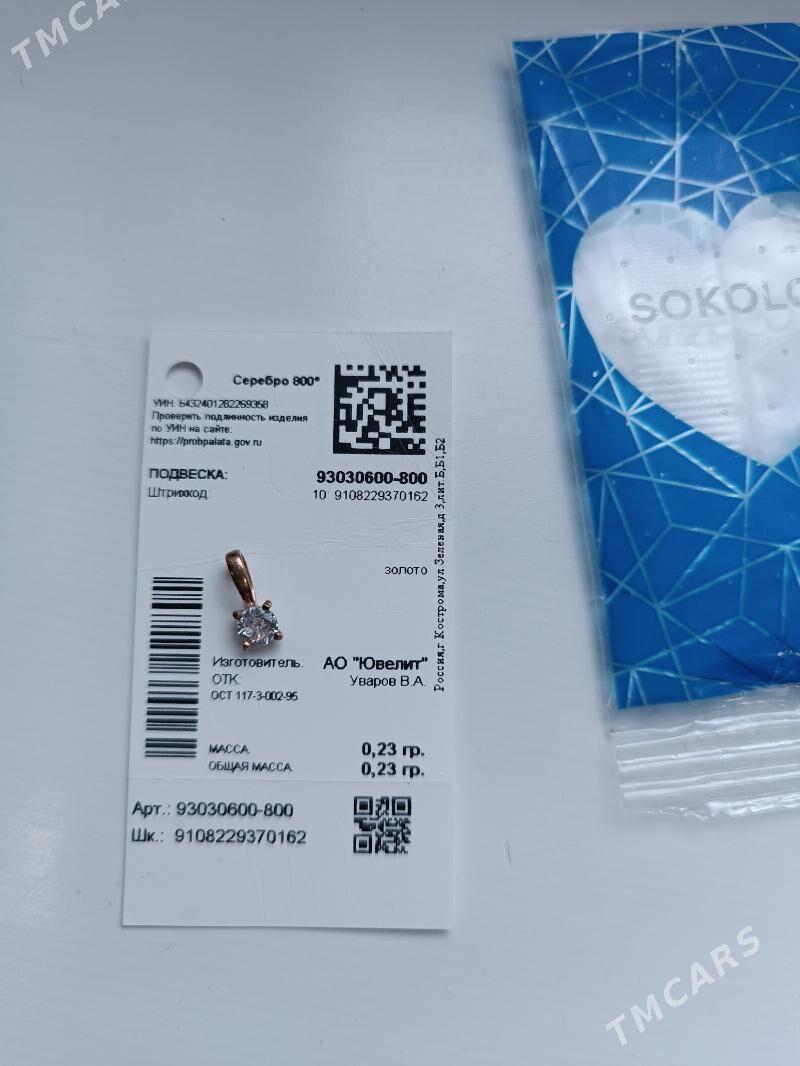 TMCARS
SOKOLO
Серебро 800*
УИН: 6432401262269358
Проверить подлинность изделия
по УИН на сайте:
https://probpalata.gov.ru
ПОДВЕСКА: 93030600-800
Штрихкод 10: 9108229370162
Россия,г Кострома,ул Зеленая,д 3,лит.Б,Б1,Б2
золото
Изготовитель: АО "Ювелит"
ОТК: Уваров В.А.
ОСТ 117-3-002-95
МАССА 0,23 гр.
ОБЩАЯ МАССА 0,23 гр.
Арт.: 93030600-800
Шк.: 9108229370162
TMCARS